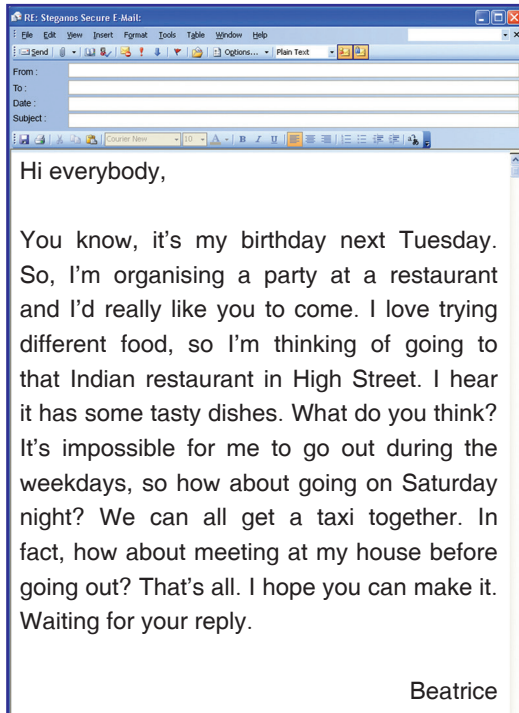 RE: Steganos Secure E-Mail:
File Edit View Insert Format Tools Table Window Help
Send Options... Plain Text
From :
To :
Date :
Subject :
Courier New 10 A B I U
Hi everybody,
You know, it's my birthday next Tuesday.
So, I'm organising a party at a restaurant
and I'd really like you to come. I love trying
different food, so I'm thinking of going to
that Indian restaurant in High Street. I hear
it has some tasty dishes. What do you think?
It's impossible for me to go out during the
weekdays, so how about going on Saturday
night? We can all get a taxi together. In
fact, how about meeting at my house before
going out? That's all. I hope you can make it.
Waiting for your reply.
Beatrice